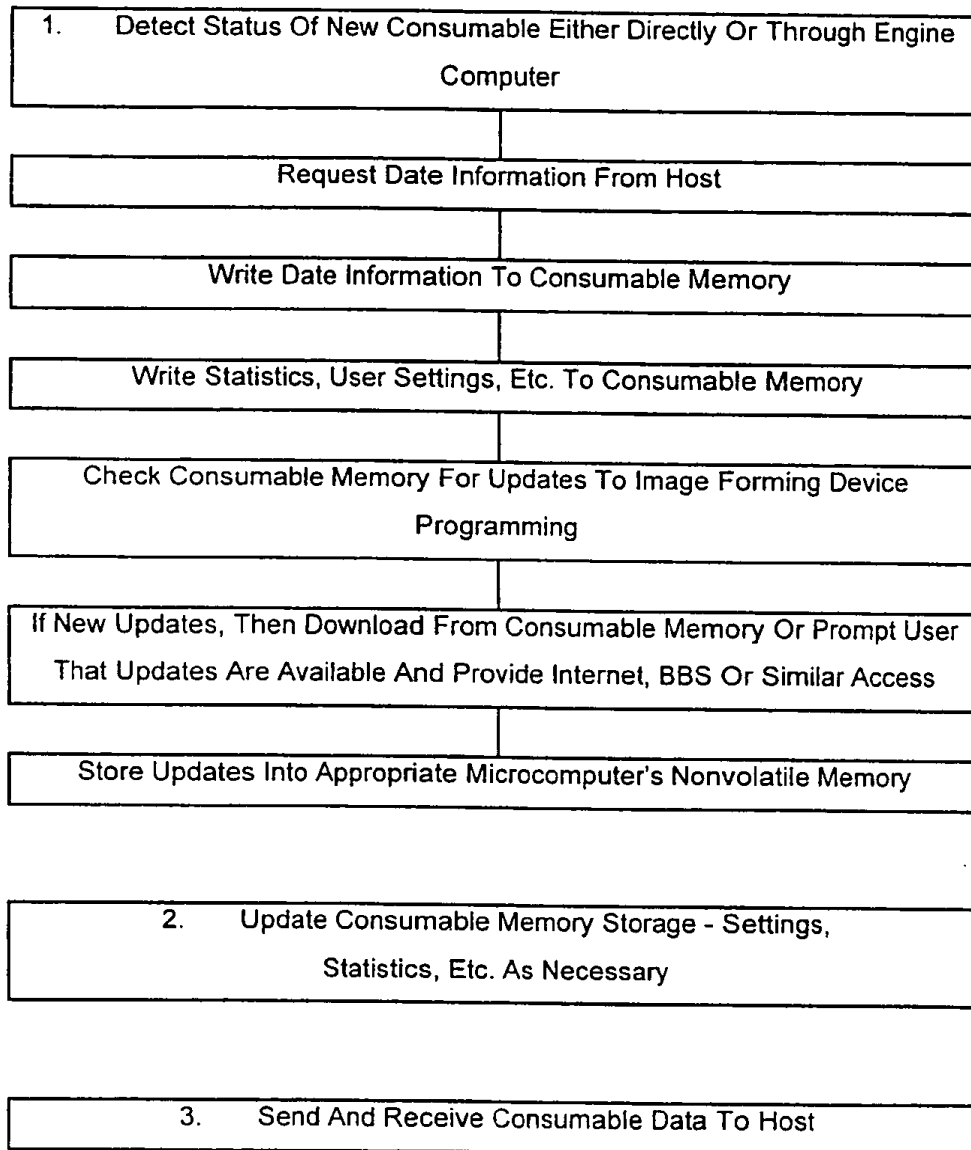 1. Detect Status Of New Consumable Either Directly Or Through Engine
Computer
Request Date Information From Host
Write Date Information To Consumable Memory
Write Statistics, User Settings, Etc. To Consumable Memory
Check Consumable Memory For Updates To Image Forming Device
Programming
If New Updates, Then Download From Consumable Memory Or Prompt User
That Updates Are Available And Provide Internet, BBS Or Similar Access
Store Updates Into Appropriate Microcomputer's Nonvolatile Memory
2. Update Consumable Memory Storage - Settings,
Statistics, Etc. As Necessary
3. Send And Receive Consumable Data To Host